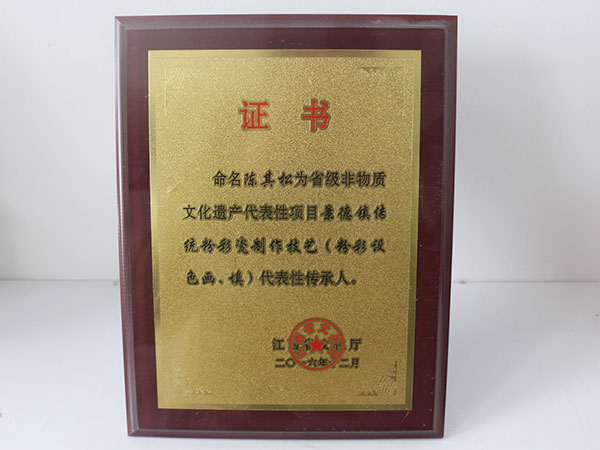 证书
命名陈其松为省级非物质
文化遗产代表性项目景德镇传
统粉彩瓷制作技艺（粉彩设
色画、填）代表性传承人。
江 厅
二〇一六年 二月